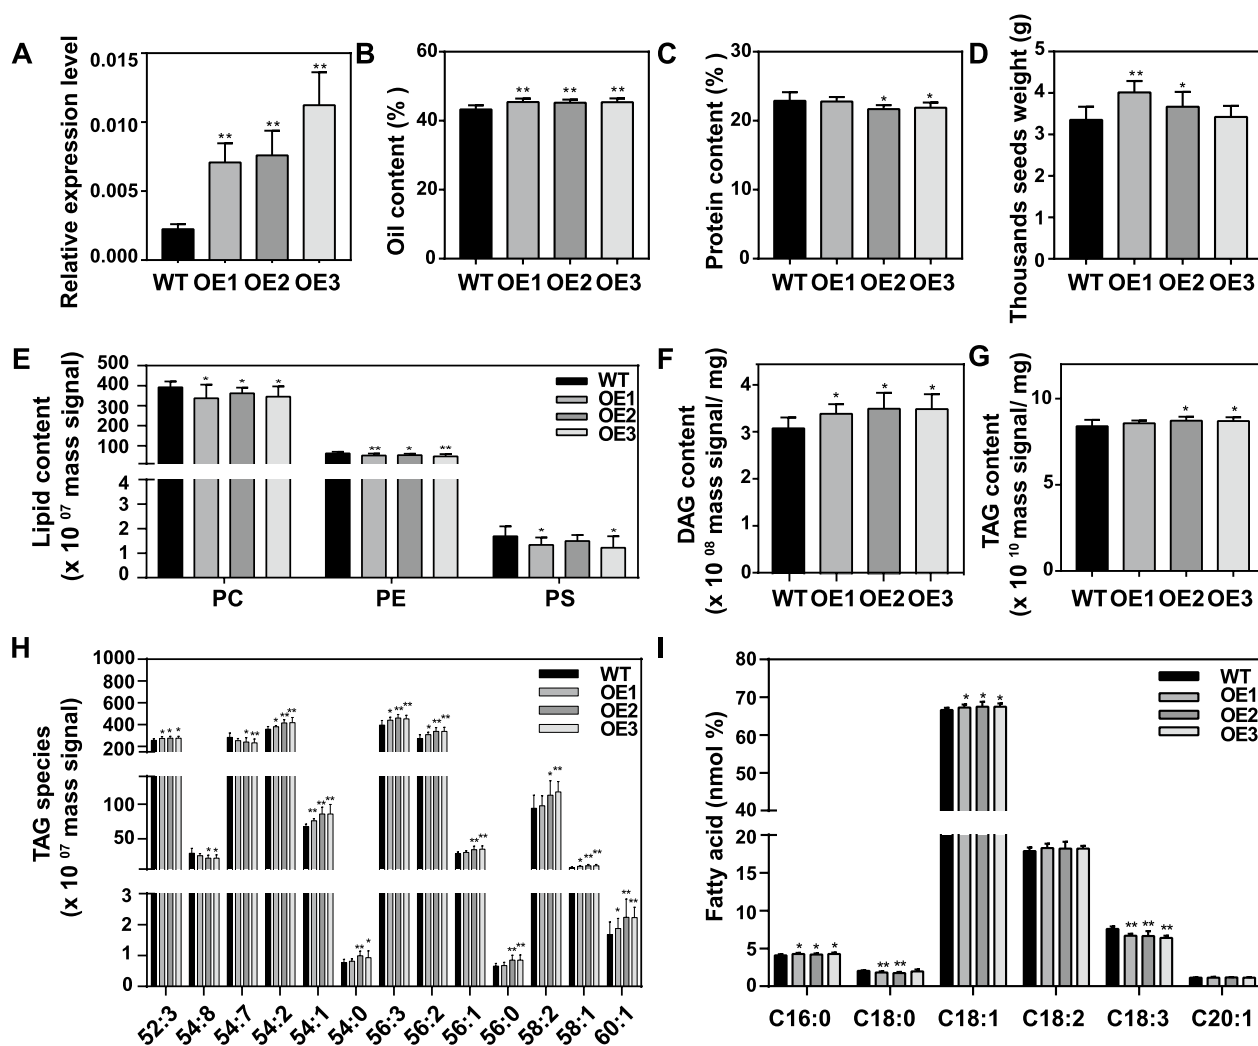 A
Relative expression level
0.015
0.010
0.005
0.000
** ** **
WT OE1 OE2 OE3
B
Oil content (% )
60
40
20
0
** ** **
WT OE1 OE2 OE3
C
Protein content (% )
30
20
10
0
* *
WT OE1 OE2 OE3
D
Thousands seeds weight (g)
5
4
3
2
1
0
** *
WT OE1 OE2 OE3
E
Lipid content
(x 10 07 mass signal)
500
400
300
200
100
4
3
2
1
0
* * *
** * **
* *
PC PE PS
WT
OE1
OE2
OE3
F
DAG content
(x 10 08 mass signal/ mg)
4
3
2
1
0
* * *
WT OE1 OE2 OE3
G
TAG content
(x 10 10 mass signal/ mg)
10
5
0
* *
WT OE1 OE2 OE3
H
TAG species
(x 10 07 mass signal)
1000
800
600
400
200
100
50
3
2
1
0
* * *
* *
* **
* ** **
** ** **
** *
* ** **
* ** **
** **
** **
* **
* ** **
* ** **
52:3 54:8 54:7 54:2 54:1 54:0 56:3 56:2 56:1 56:0 58:2 58:1 60:1
WT
OE1
OE2
OE3
I
Fatty acid (nmol %)
80
70
60
50
40
20
15
10
5
0
* * *
** **
* * *
** ** **
C16:0 C18:0 C18:1 C18:2 C18:3 C20:1
WT
OE1
OE2
OE3